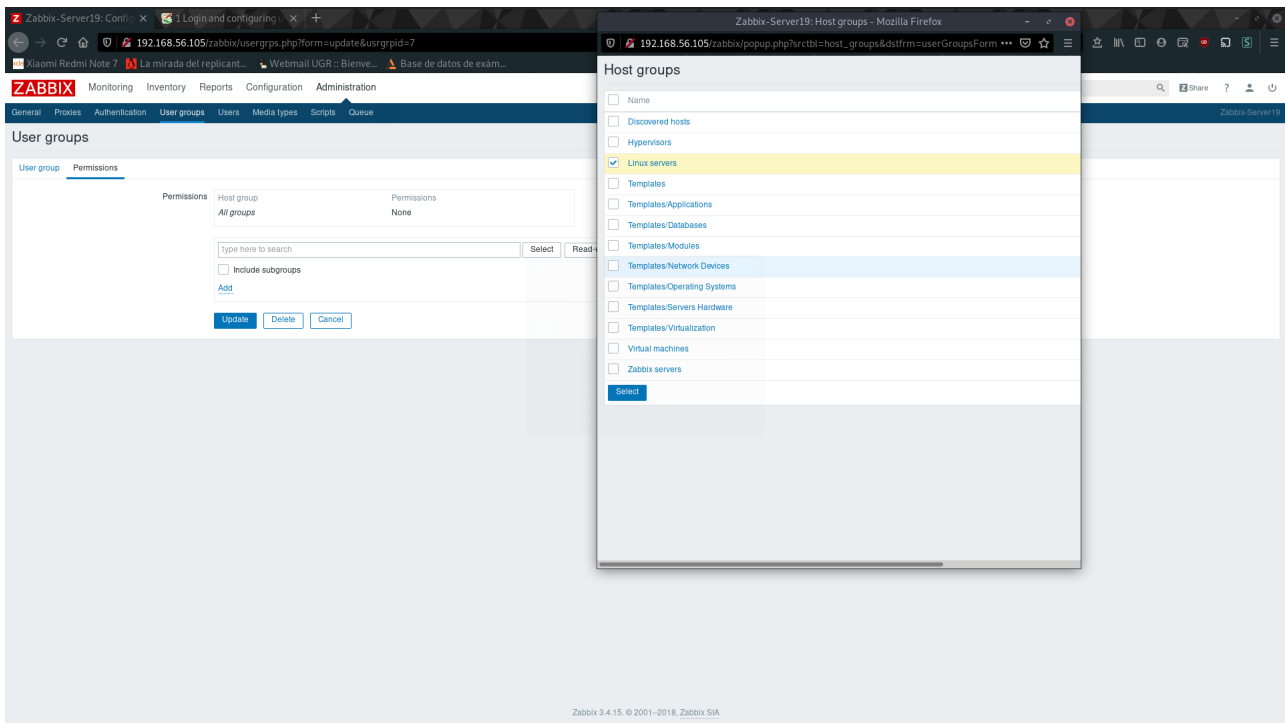 Zabbix-Server19: Config
1 Login and configuring u
192.168.56.105/zabbix/usergrps.php?form=update&usrgrpid=7
Xiaomi Redmi Note 7 La mirada del replicant... Webmail UGR :: Bienve... Base de datos de exám...
ZABBIX Monitoring Inventory Reports Configuration Administration
Share ?
General Proxies Authentication User groups Users Media types Scripts Queue
Zabbix-Server19
User groups
User group Permissions
Permissions Host group Permissions
All groups None
type here to search Select Read-
Include subgroups
Add
Update Delete Cancel
Zabbix-Server19: Host groups - Mozilla Firefox
192.168.56.105/zabbix/popup.php?srctbl=host_groups&dstfrm=userGroupsForm
Host groups
Name
Discovered hosts
Hypervisors
Linux servers
Templates
Templates/Applications
Templates/Databases
Templates/Modules
Templates/Network Devices
Templates/Operating Systems
Templates/Servers Hardware
Templates/Virtualization
Virtual machines
Zabbix servers
Select
Zabbix 3.4.15. © 2001–2018, Zabbix SIA